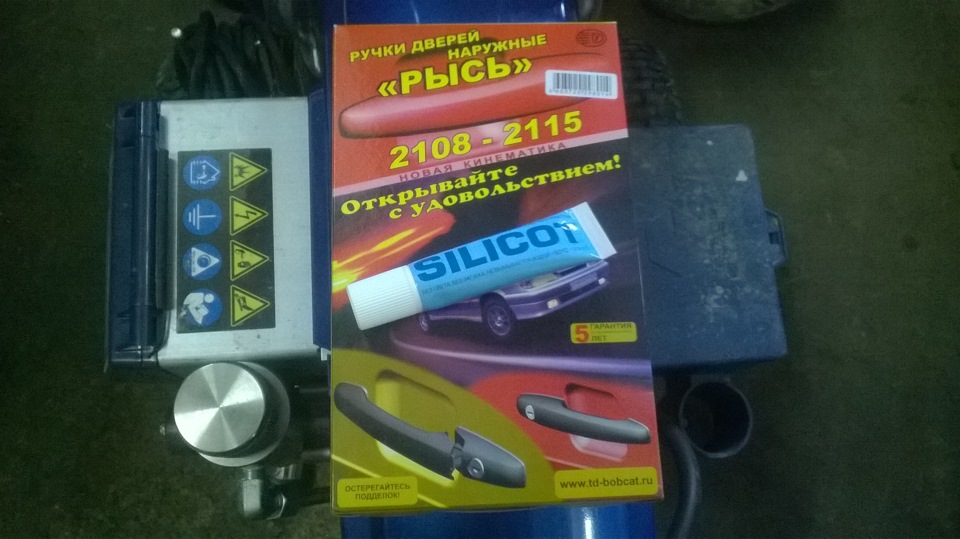 РУЧКИ ДВЕРЕЙ
НАРУЖНЫЕ
«РЫСЬ»
2108 - 2115
НОВАЯ КИНЕМАТИКА
Открывайте
с удовольствием!
SILICOT
5 ГАРАНТИЯ
ЛЕТ
ОСТЕРЕГАЙТЕСЬ
ПОДДЕЛОК!
www.td-bobcat.ru